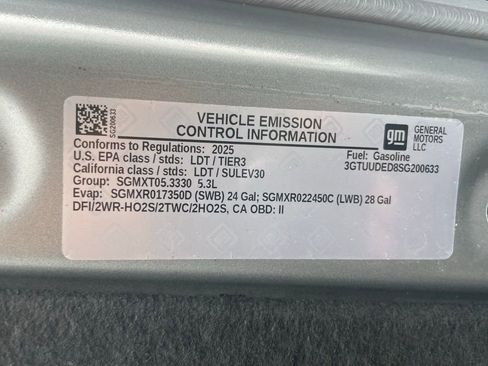 SG200633
VEHICLE EMISSION
CONTROL INFORMATION
gm
GENERAL
MOTORS
LLC
Conforms to Regulations: 2025
U.S. EPA class / stds: LDT / TIER3
California class / stds: LDT / SULEV30
Group: SGMXT05.3330 5.3L
Evap: SGMXR017350D (SWB) 24 Gal; SGMXR022450C (LWB) 28 Gal
DFI/2WR-HO2S/2TWC/2HO2S, CA OBD: II
Fuel: Gasoline
3GTUUDED8SG200633